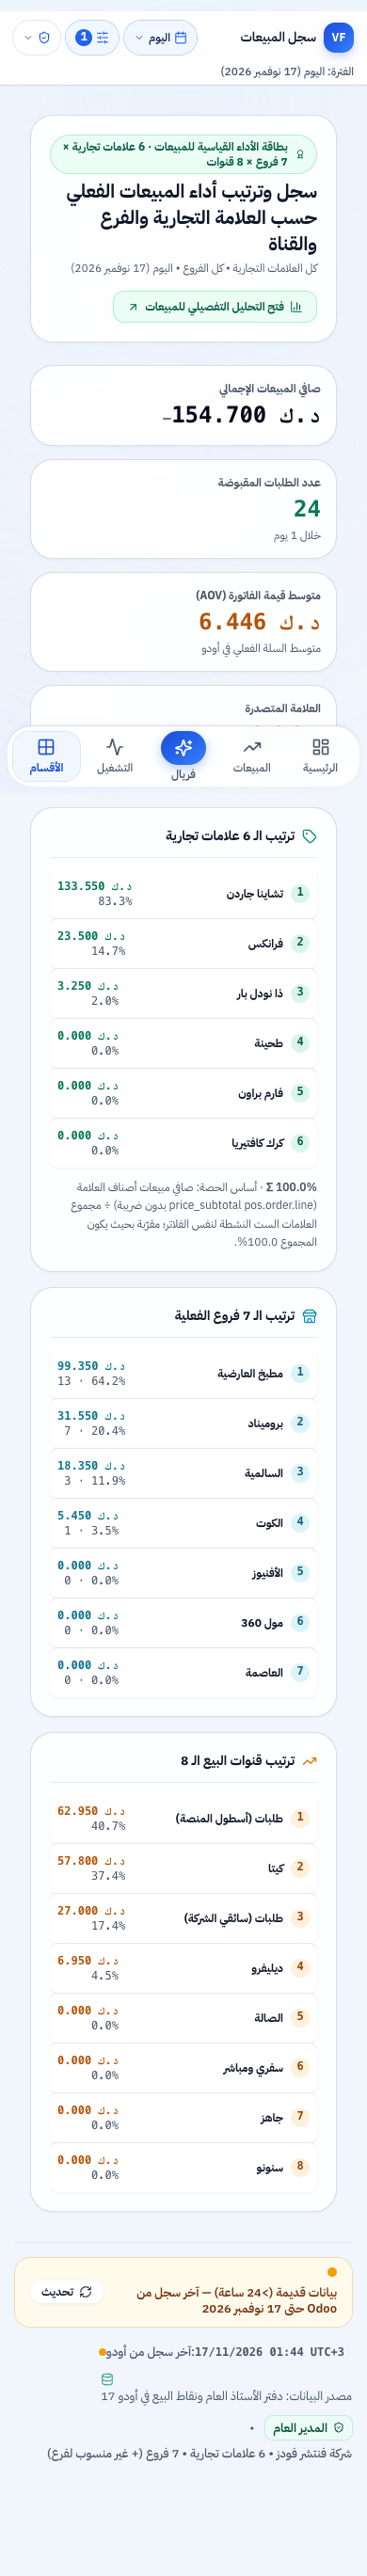 VF
سجل المبيعات
اليوم
1
الفترة: اليوم (17 نوفمبر 2026)
بطاقة الأداء القياسية للمبيعات · 6 علامات تجارية × 7 فروع × 8 قنوات
سجل وترتيب أداء المبيعات الفعلي
حسب العلامة التجارية والفرع
والقناة
كل العلامات التجارية • كل الفروع • اليوم (17 نوفمبر 2026)
فتح التحليل التفصيلي للمبيعات
صافي المبيعات الإجمالي
د.ك 154.700
عدد الطلبات المقبوضة
24
خلال 1 يوم
متوسط قيمة الفاتورة (AOV)
د.ك 6.446
متوسط السلة الفعلي في أودو
العلامة المتصدرة
الرئيسية
المبيعات
فريال
التشغيل
الأقسام
ترتيب الـ 6 علامات تجارية
1 تشاينا جاردن د.ك 133.550
83.3%
2 فرانكس د.ك 23.500
14.7%
3 ذا نودل بار د.ك 3.250
2.0%
4 طحينة د.ك 0.000
0.0%
5 فارم براون د.ك 0.000
0.0%
6 كرك كافتيريا د.ك 0.000
0.0%
Σ 100.0% · أساس الحصة: صافي مبيعات أصناف العلامة
(price_subtotal pos.order.line بدون ضريبة) ÷ مجموع
العلامات الست النشطة لنفس الفلاتر؛ مقرّبة بحيث يكون
المجموع 100.0%.
ترتيب الـ 7 فروع الفعلية
1 مطبخ العارضية د.ك 99.350
64.2% · 13
2 بروميناد د.ك 31.550
20.4% · 7
3 السالمية د.ك 18.350
11.9% · 3
4 الكوت د.ك 5.450
3.5% · 1
5 الأفنيوز د.ك 0.000
0.0% · 0
6 مول 360 د.ك 0.000
0.0% · 0
7 العاصمة د.ك 0.000
0.0% · 0
ترتيب قنوات البيع الـ 8
1 طلبات (أسطول المنصة) د.ك 62.950
40.7%
2 كيتا د.ك 57.800
37.4%
3 طلبات (سائقي الشركة) د.ك 27.000
17.4%
4 ديليفرو د.ك 6.950
4.5%
5 الصالة د.ك 0.000
0.0%
6 سفري ومباشر د.ك 0.000
0.0%
7 جاهز د.ك 0.000
0.0%
8 سنونو د.ك 0.000
0.0%
بيانات قديمة (>24 ساعة) — آخر سجل من
Odoo حتى 17 نوفمبر 2026
تحديث
آخر سجل من أودو: 17/11/2026 01:44 UTC+3
مصدر البيانات: دفتر الأستاذ العام ونقاط البيع في أودو 17
المدير العام •
شركة فنتشر فودز • 6 علامات تجارية • 7 فروع (+ غير منسوب لفرع)